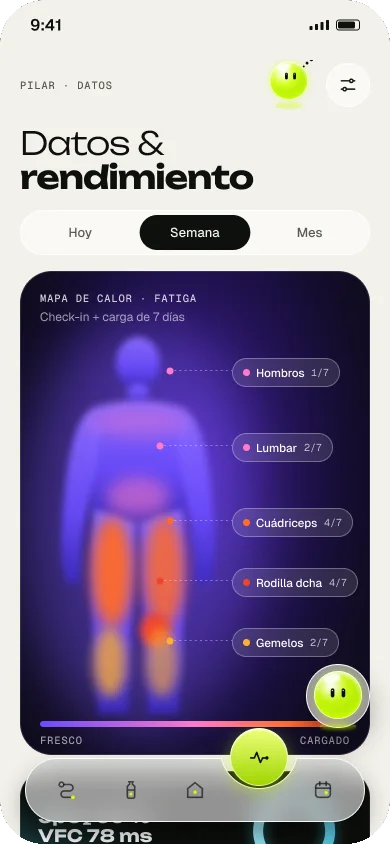 9:41
PILAR · DATOS
Datos &
rendimiento
Hoy
Semana
Mes
MAPA DE CALOR · FATIGA
Check-in + carga de 7 días
Hombros 1/7
Lumbar 2/7
Cuádriceps 4/7
Rodilla dcha 4/7
Gemelos 2/7
FRESCO
CARGADO
VFC 78 ms